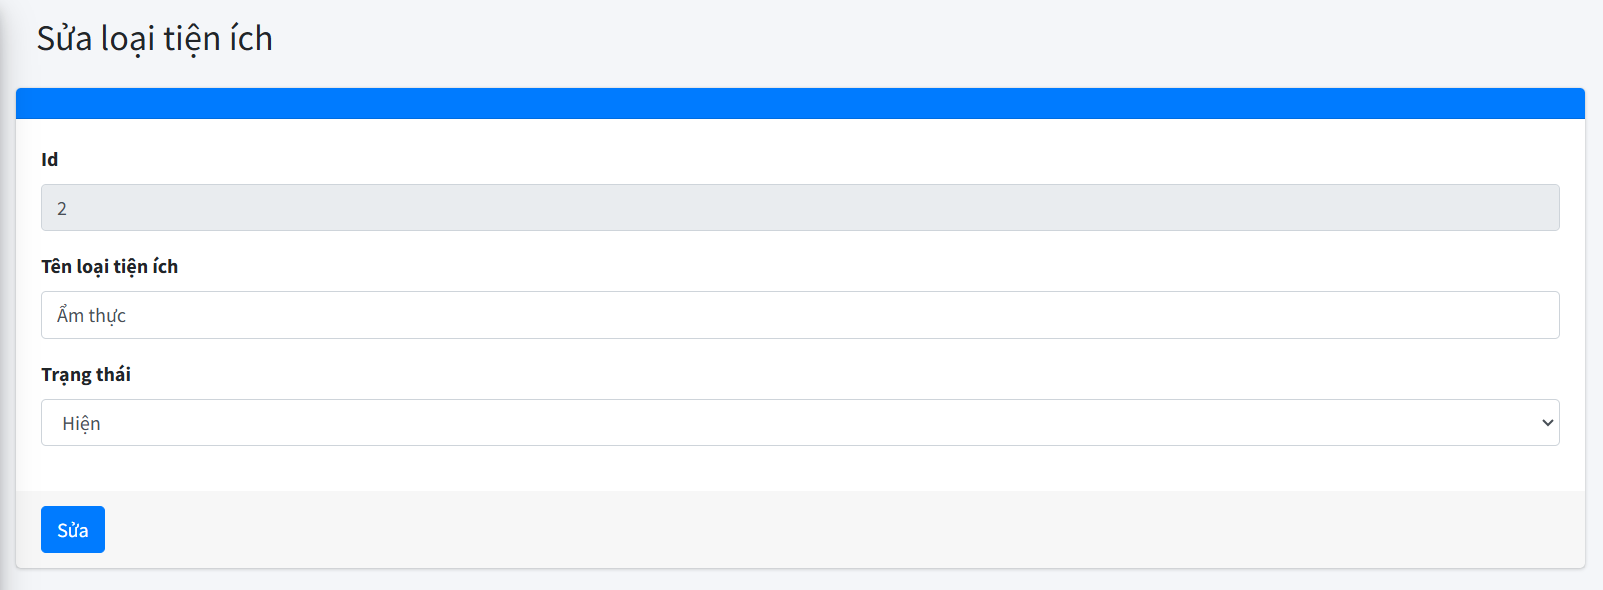 Sửa loại tiện ích
Id
2
Tên loại tiện ích
Ẩm thực
Trạng thái
Hiện
Sửa